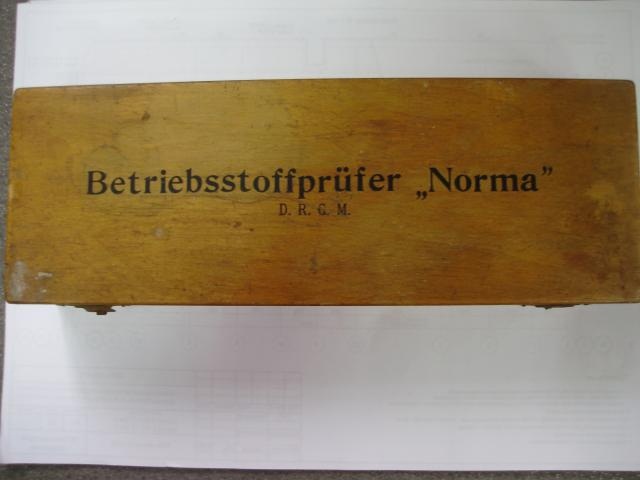 Betriebsstoffprüfer „Norma”
D. R. G. M.